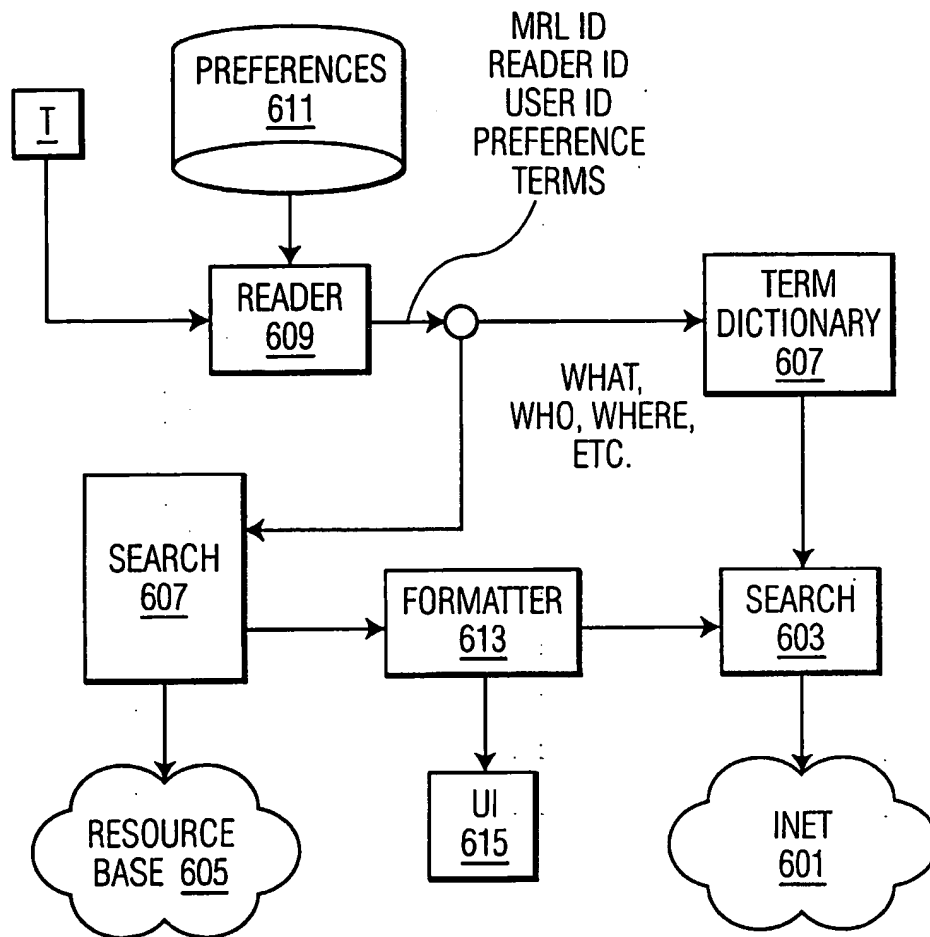 MRL ID
READER ID
USER ID
PREFERENCE
TERMS
PREFERENCES
611
T
READER
609
TERM
DICTIONARY
607
WHAT,
WHO, WHERE,
ETC.
SEARCH
607
FORMATTER
613
SEARCH
603
RESOURCE
BASE 605
UI
615
INET
601